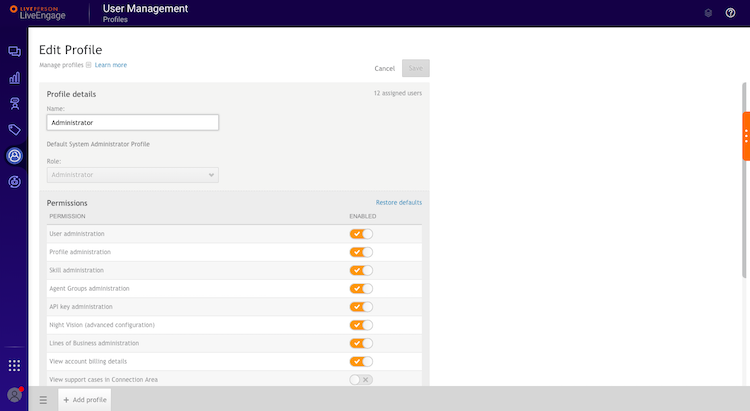 LIVEPERSON
LiveEngage
User Management
Profiles
Edit Profile
Manage profiles Learn more
Cancel
Save
Profile details
12 assigned users
Name:
Administrator
Default System Administrator Profile
Role:
Administrator
Permissions
Restore defaults
PERMISSION ENABLED
User administration
Profile administration
Skill administration
Agent Groups administration
API key administration
Night Vision (advanced configuration)
Lines of Business administration
View account billing details
View support cases in Connection Area
+ Add profile